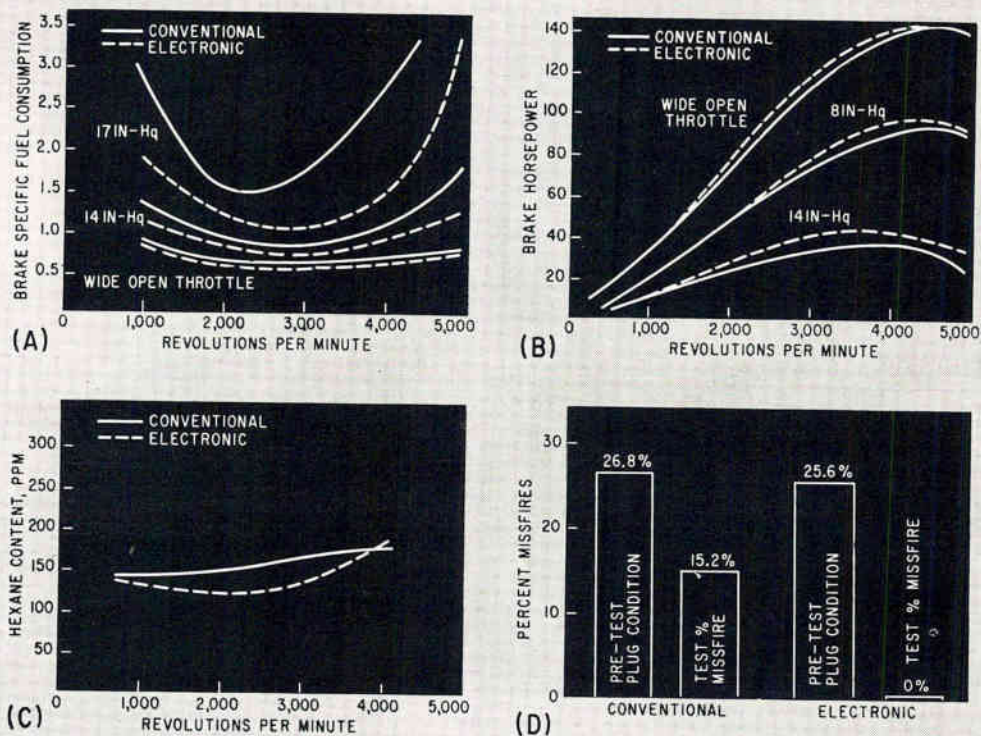 3.5
3.0
2.5
2.0
1.5
1.0
0.5
BRAKE SPECIFIC FUEL CONSUMPTION
CONVENTIONAL
ELECTRONIC
17 IN-Hq
14 IN-Hq
WIDE OPEN THROTTLE
0 1,000 2,000 3,000 4,000 5,000
REVOLUTIONS PER MINUTE
(A)
140
120
100
80
60
40
20
BRAKE HORSEPOWER
CONVENTIONAL
ELECTRONIC
WIDE OPEN
THROTTLE
8 IN-Hq
14 IN-Hq
0 1,000 2,000 3,000 4,000 5,000
REVOLUTIONS PER MINUTE
(B)
300
250
200
150
100
50
HEXANE CONTENT, PPM
CONVENTIONAL
ELECTRONIC
0 1,000 2,000 3,000 4,000 5,000
REVOLUTIONS PER MINUTE
(C)
30
20
10
0
PERCENT MISSFIRES
26.8%
PRE-TEST
PLUG CONDITION
15.2%
TEST %
MISSFIRE
25.6%
PRE-TEST
PLUG CONDITION
TEST % MISSFIRE
0%
CONVENTIONAL
ELECTRONIC
(D)